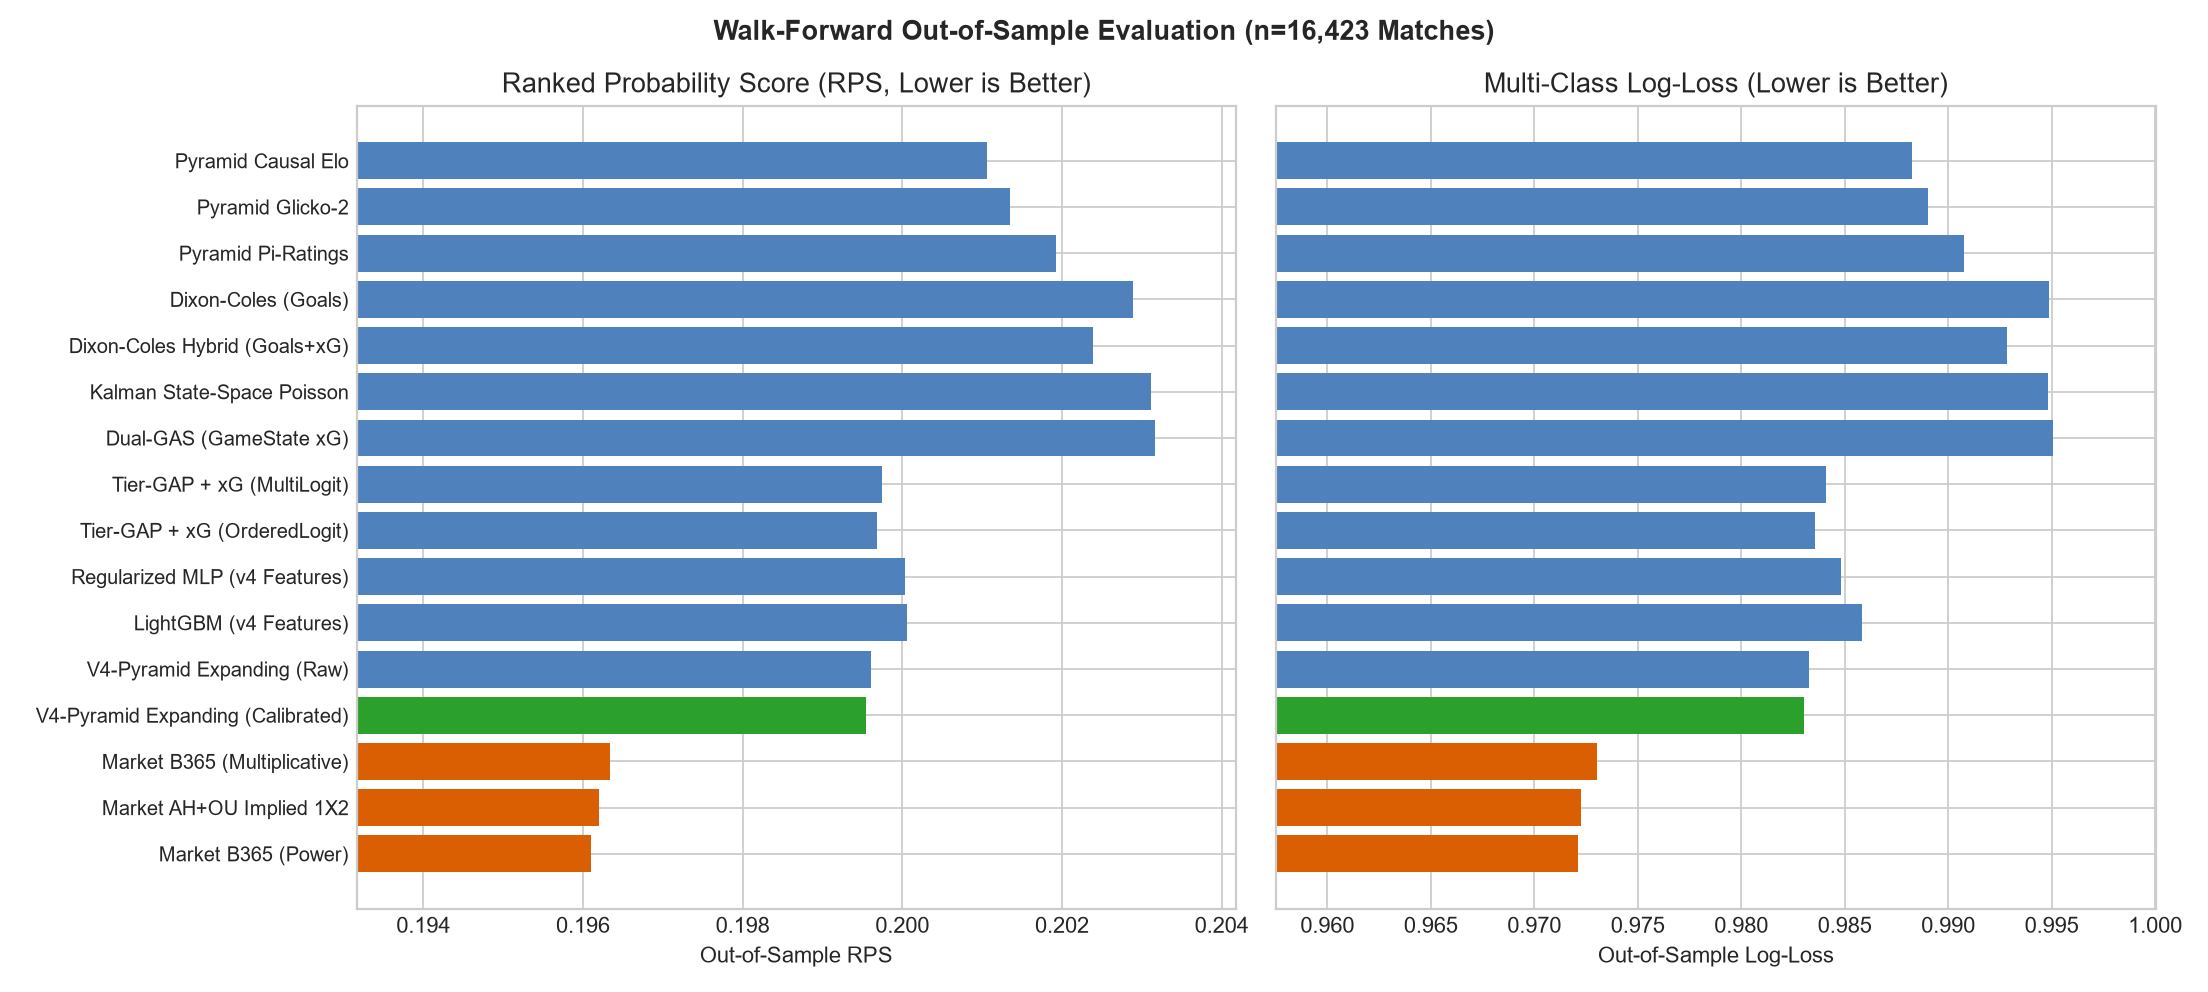 Walk-Forward Out-of-Sample Evaluation (n=16,423 Matches)
Ranked Probability Score (RPS, Lower is Better)
Pyramid Causal Elo
Pyramid Glicko-2
Pyramid Pi-Ratings
Dixon-Coles (Goals)
Dixon-Coles Hybrid (Goals+xG)
Kalman State-Space Poisson
Dual-GAS (GameState xG)
Tier-GAP + xG (MultiLogit)
Tier-GAP + xG (OrderedLogit)
Regularized MLP (v4 Features)
LightGBM (v4 Features)
V4-Pyramid Expanding (Raw)
V4-Pyramid Expanding (Calibrated)
Market B365 (Multiplicative)
Market AH+OU Implied 1X2
Market B365 (Power)
0.194 0.196 0.198 0.200 0.202 0.204
Out-of-Sample RPS
Multi-Class Log-Loss (Lower is Better)
0.960 0.965 0.970 0.975 0.980 0.985 0.990 0.995 1.000
Out-of-Sample Log-Loss